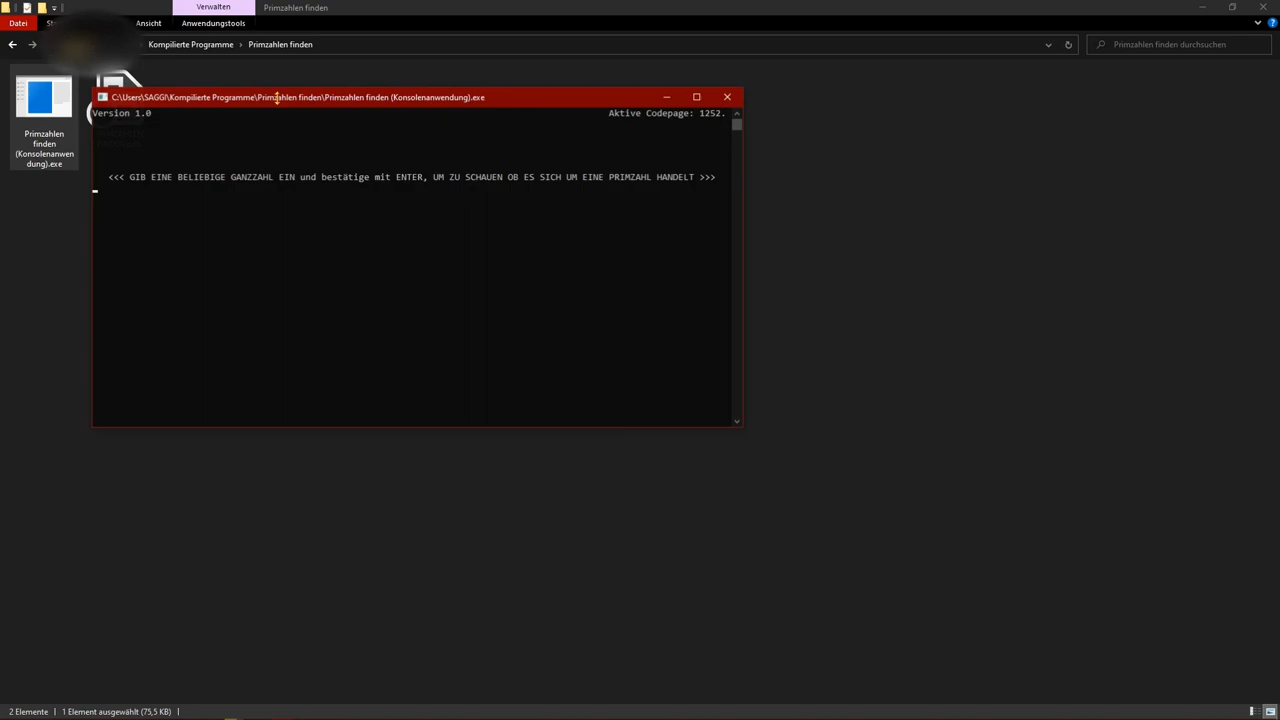 Verwalten
Primzahlen finden
Datei
Ansicht
Anwendungstools
Kompilierte Programme > Primzahlen finden
Primzahlen finden durchsuchen
C:\Users\SAGGI\Kompilierte Programme\Primzahlen finden\Primzahlen finden (Konsolenanwendung).exe
Version 1.0
Aktive Codepage: 1252.
Primzahlen
finden
(Konsolenanwen
dung).exe
<<< GIB EINE BELIEBIGE GANZZAHL EIN und bestätige mit ENTER, UM ZU SCHAUEN OB ES SICH UM EINE PRIMZAHL HANDELT >>>
2 Elemente
1 Element ausgewählt (75,5 KB)